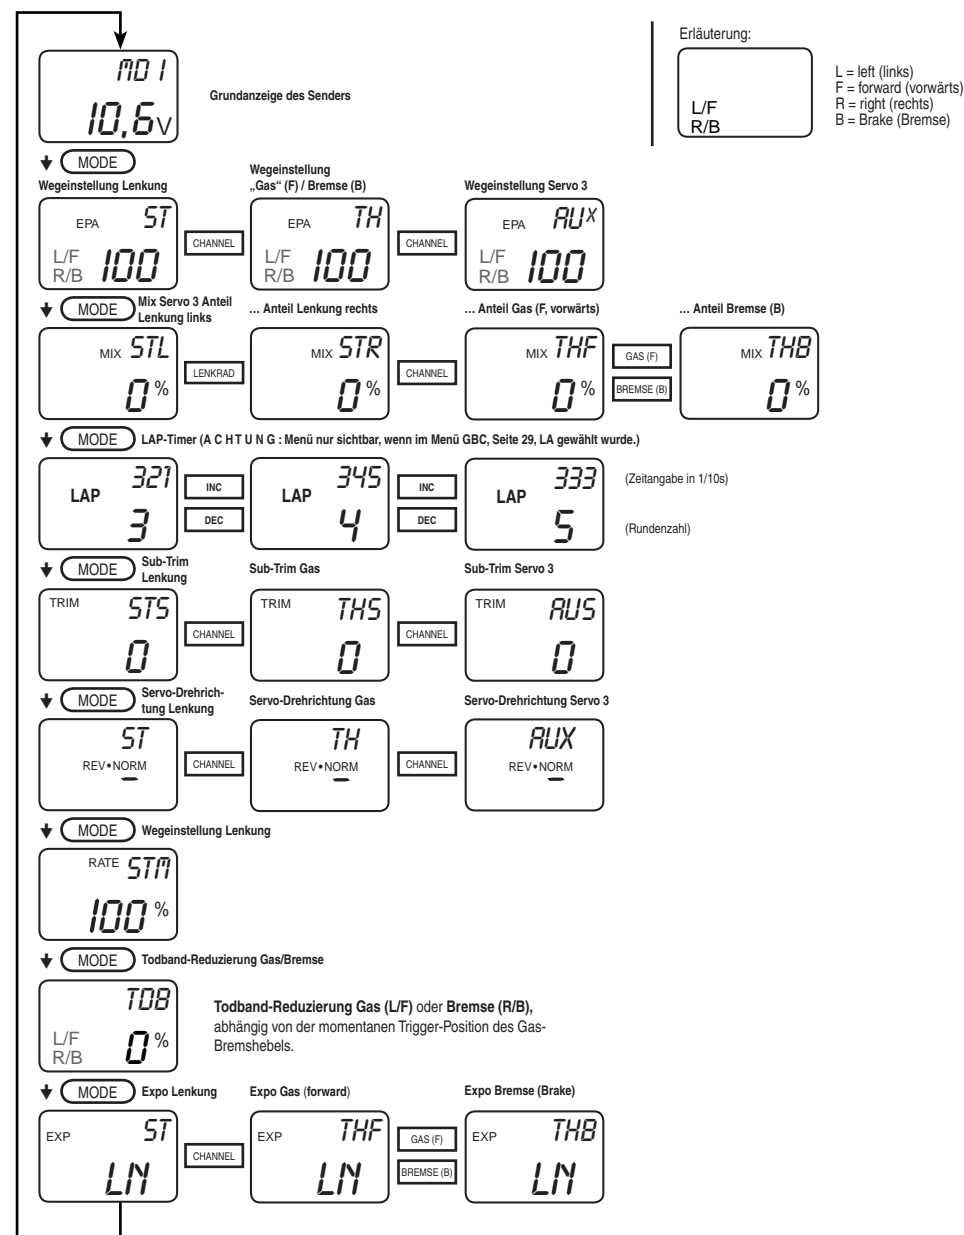 Erläuterung:
MD1
10,6V
Grundanzeige des Senders
L/F
R/B
L = left (links)
F = forward (vorwärts)
R = right (rechts)
B = Brake (Bremse)
MODE
Wegeinstellung Lenkung
Wegeinstellung
„Gas“ (F) / Bremse (B)
Wegeinstellung Servo 3
EPA ST
L/F
R/B 100
CHANNEL
EPA TH
L/F
R/B 100
CHANNEL
EPA AUX
L/F
R/B 100
MODE
Mix Servo 3 Anteil
Lenkung links
... Anteil Lenkung rechts
... Anteil Gas (F, vorwärts)
... Anteil Bremse (B)
MIX STL
0%
LENKRAD
MIX STR
0%
CHANNEL
MIX THF
0%
GAS (F)
BREMSE (B)
MIX THB
0%
MODE
LAP-Timer (A C H T U N G : Menü nur sichtbar, wenn im Menü GBC, Seite 29, LA gewählt wurde.)
LAP 321
3
INC
DEC
LAP 345
4
INC
DEC
LAP 333
5
(Zeitangabe in 1/10s)
(Rundenzahl)
MODE
Sub-Trim
Lenkung
Sub-Trim Gas
Sub-Trim Servo 3
TRIM STS
0
CHANNEL
TRIM THS
0
CHANNEL
TRIM AUS
0
MODE
Servo-Drehrich-
tung Lenkung
Servo-Drehrichtung Gas
Servo-Drehrichtung Servo 3
ST
REV•NORM
CHANNEL
TH
REV•NORM
CHANNEL
AUX
REV•NORM
MODE
Wegeinstellung Lenkung
RATE STM
100%
MODE
Todband-Reduzierung Gas/Bremse
TDB
L/F
R/B 0%
Todband-Reduzierung Gas (L/F) oder Bremse (R/B),
abhängig von der momentanen Trigger-Position des Gas-
Bremshebels.
MODE
Expo Lenkung
Expo Gas (forward)
Expo Bremse (Brake)
EXP ST
LN
CHANNEL
EXP THF
LN
GAS (F)
BREMSE (B)
EXP THB
LN